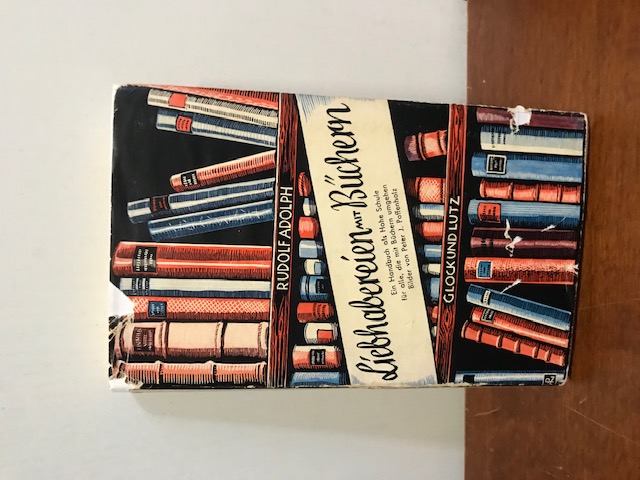 RUDOLF ADOLPH
Liebhabereien MIT Büchern
Ein Handbuch als Hohe Schule
für alle, die mit Büchern umgehen
Bilder von Peter J. Paffenholz
GLOCK UND LUTZ